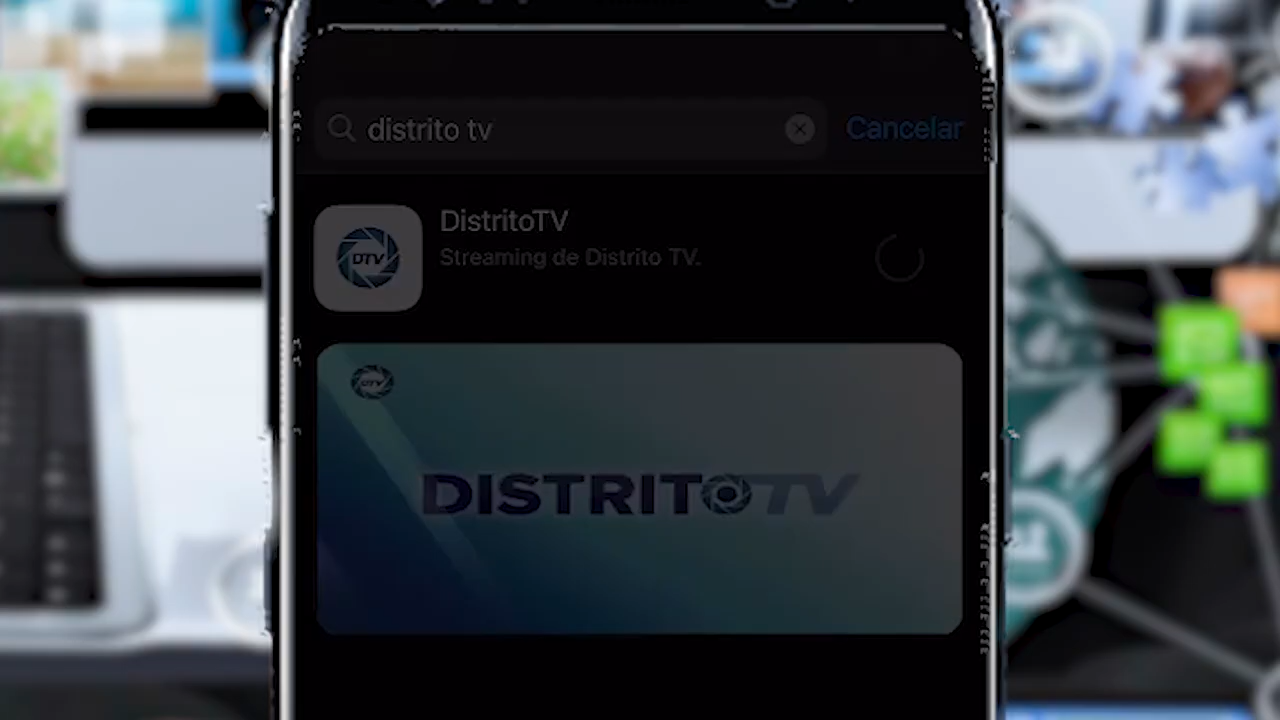 distrito tv
Cancelar
DistritoTV
Streaming de Distrito TV.
DTV
DTV
DISTRITOTV